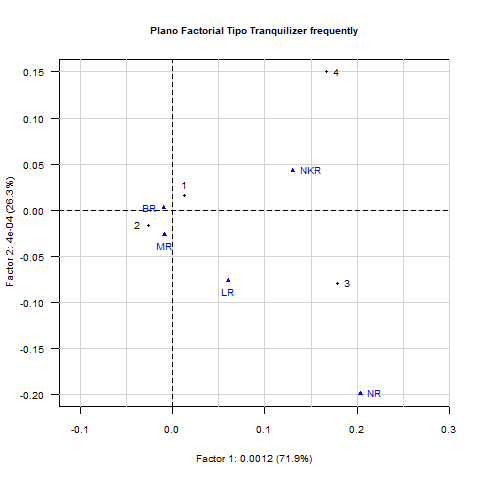 Plano Factorial Tipo Tranquilizer frequently
0.15
0.10
0.05
0.00
-0.05
-0.10
-0.15
-0.20
Factor 2: 4e-04 (26.3%)
4
NKR
1
BR
2
MR
3
LR
NR
-0.1
0.0
0.1
0.2
0.3
Factor 1: 0.0012 (71.9%)